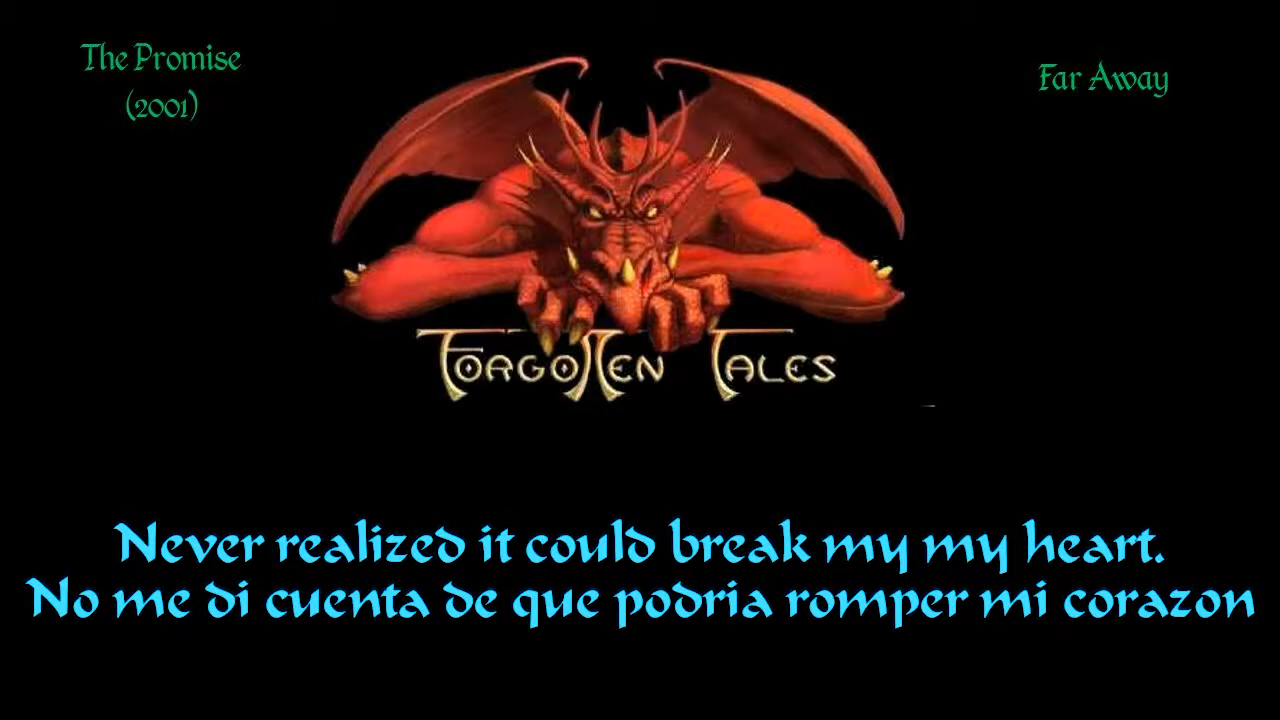 The Promise
(2001)
Far Away
Forgotten Tales
Never realized it could break my my heart.
No me di cuenta de que podria romper mi corazon